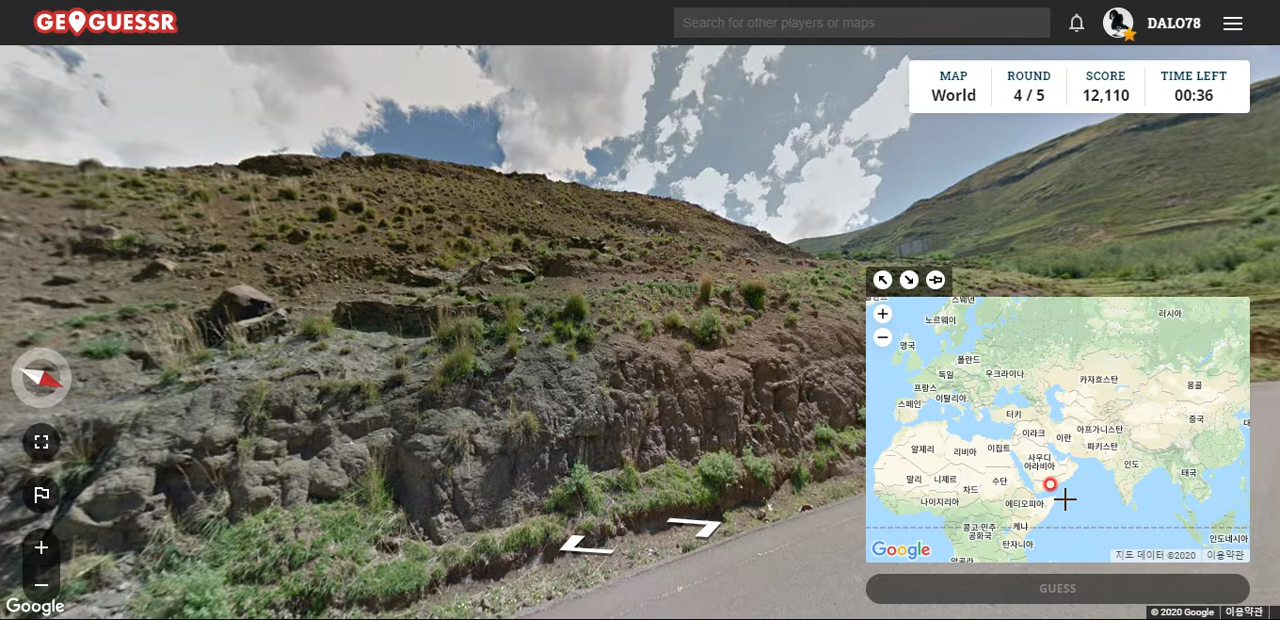 GEOGUESSR
Search for other players or maps
DALO78
MAP
World
ROUND
4 / 5
SCORE
12,110
TIME LEFT
00:36
스웨덴
러시아
노르웨이
영국
폴란드
독일
우크라이나
카자흐스탄
몽골
프랑스
이탈리아
스페인
터키
중국
아프가니스탄
이라크
이란
파키스탄
알제리
리비아
이집트
사우디
아라비아
인도
태국
말리
니제르
차드
수단
나이지리아
에티오피아
콩고 민주
공화국
케냐
탄자니아
인도네시아
앙골라
Google
지도 데이터 ©2020
이용약관
GUESS
Google
© 2020 Google
이용약관